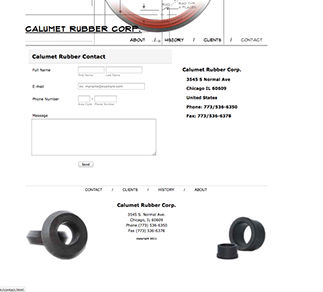 CALUMET RUBBER CORP.
ABOUT / HISTORY / CLIENTS / CONTACT
Calumet Rubber Contact
Full Name
First Name Last Name
E-mail
ex: myname@example.com
Phone Number
-
Area Code Phone Number
Message
Send
Calumet Rubber Corp.
3545 S Normal Ave
Chicago IL 60609
United States
Phone: 773/536-6350
Fax: 773/536-6378
CONTACT / CLIENTS / HISTORY / ABOUT
Calumet Rubber Corp.
3545 S. Normal Ave.
Chicago, IL 60609
Phone (773) 536-6350
Fax (773) 536-6378
copyright 2011